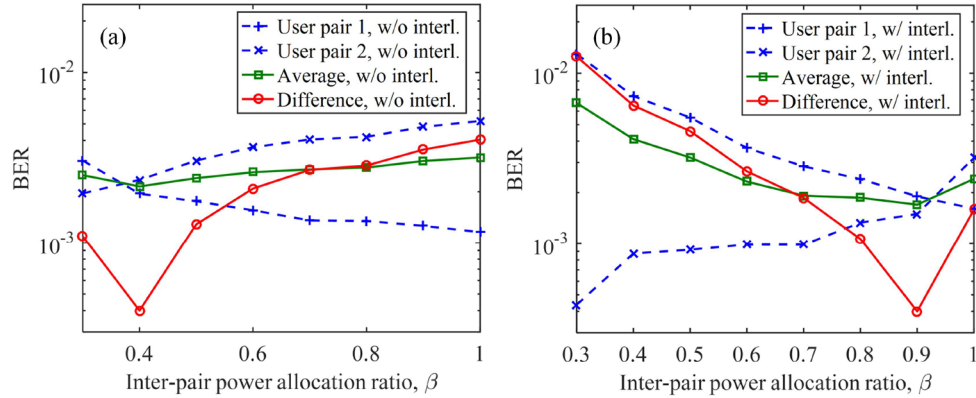 (a)
User pair 1, w/o interl.
User pair 2, w/o interl.
Average, w/o interl.
Difference, w/o interl.
10^-2
10^-3
BER
0.4 0.6 0.8 1
Inter-pair power allocation ratio, β
(b)
User pair 1, w/ interl.
User pair 2, w/ interl.
Average, w/ interl.
Difference, w/ interl.
10^-2
10^-3
BER
0.3 0.4 0.5 0.6 0.7 0.8 0.9 1
Inter-pair power allocation ratio, β